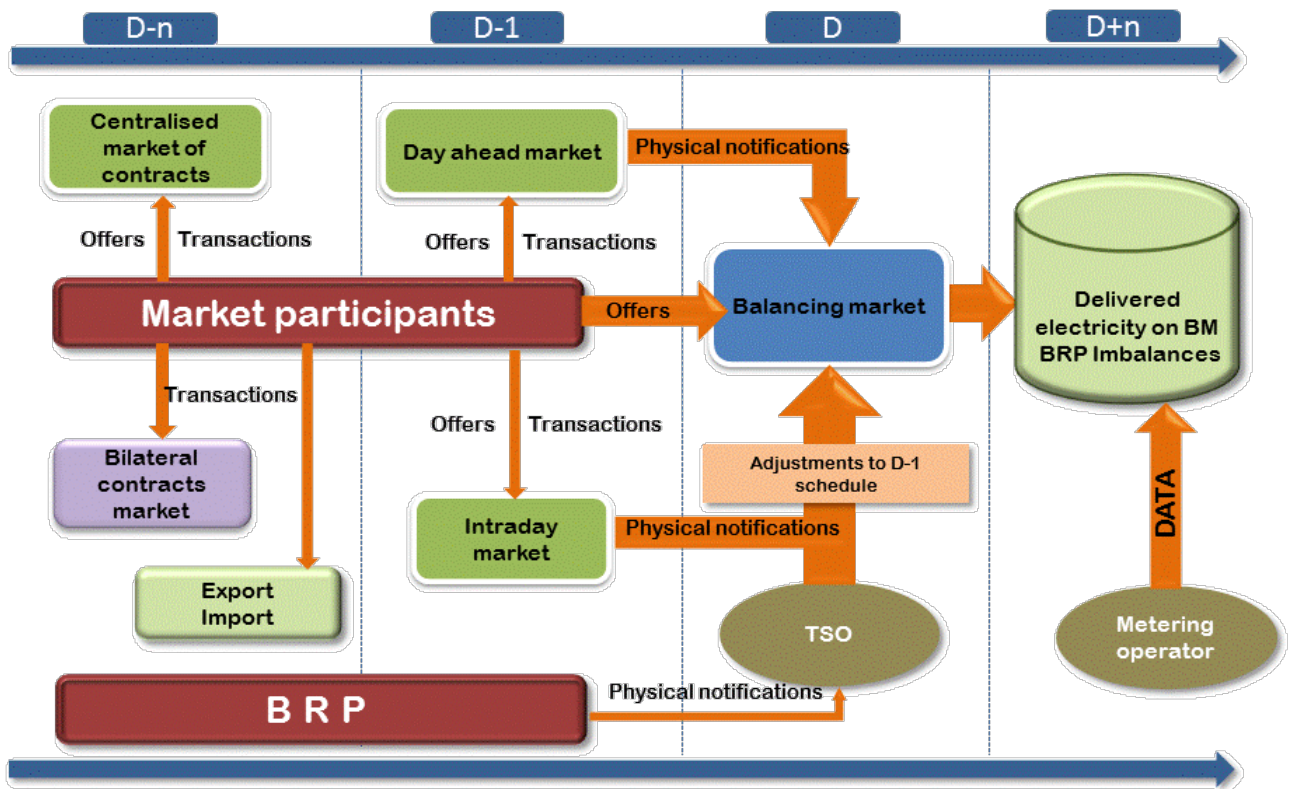 D-n
D-1
D
D+n
Centralised
market of
contracts
Day ahead market
Physical notifications
Offers
Transactions
Offers
Transactions
Market participants
Offers
Balancing market
Delivered
electricity on BM
BRP Imbalances
Transactions
Offers
Transactions
Bilateral
contracts
market
Adjustments to D-1
schedule
Intraday
market
Physical notifications
DATA
Export
Import
TSO
Metering
operator
B R P
Physical notifications